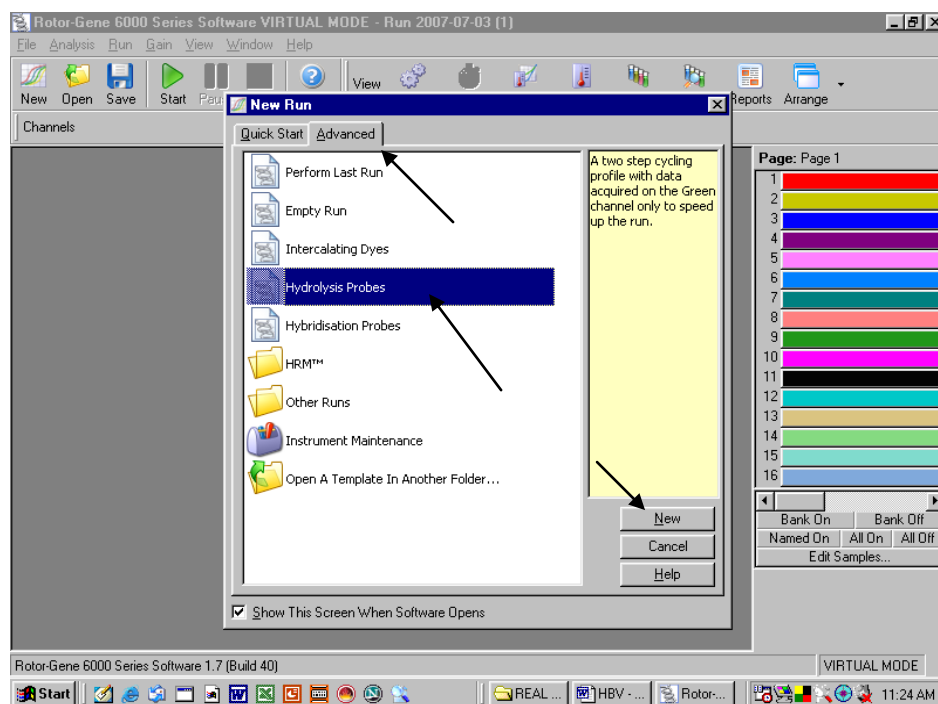 Rotor-Gene 6000 Series Software VIRTUAL MODE - Run 2007-07-03 (1)
File Analysis Run Gain View Window Help
New Open Save Start View Reports Arrange
Channels
New Run
Quick Start Advanced
Perform Last Run
Empty Run
Intercalating Dyes
Hydrolysis Probes
Hybridisation Probes
HRM™
Other Runs
Instrument Maintenance
Open A Template In Another Folder...
A two step cycling
profile with data
acquired on the Green
channel only to speed
up the run.
New
Cancel
Help
Show This Screen When Software Opens
Page: Page 1
1
2
3
4
5
6
7
8
9
10
11
12
13
14
15
16
Bank On Bank Off
Named On All On All Off
Edit Samples...
Rotor-Gene 6000 Series Software 1.7 (Build 40) VIRTUAL MODE
Start REAL ... HBV - ... Rotor-... 11:24 AM